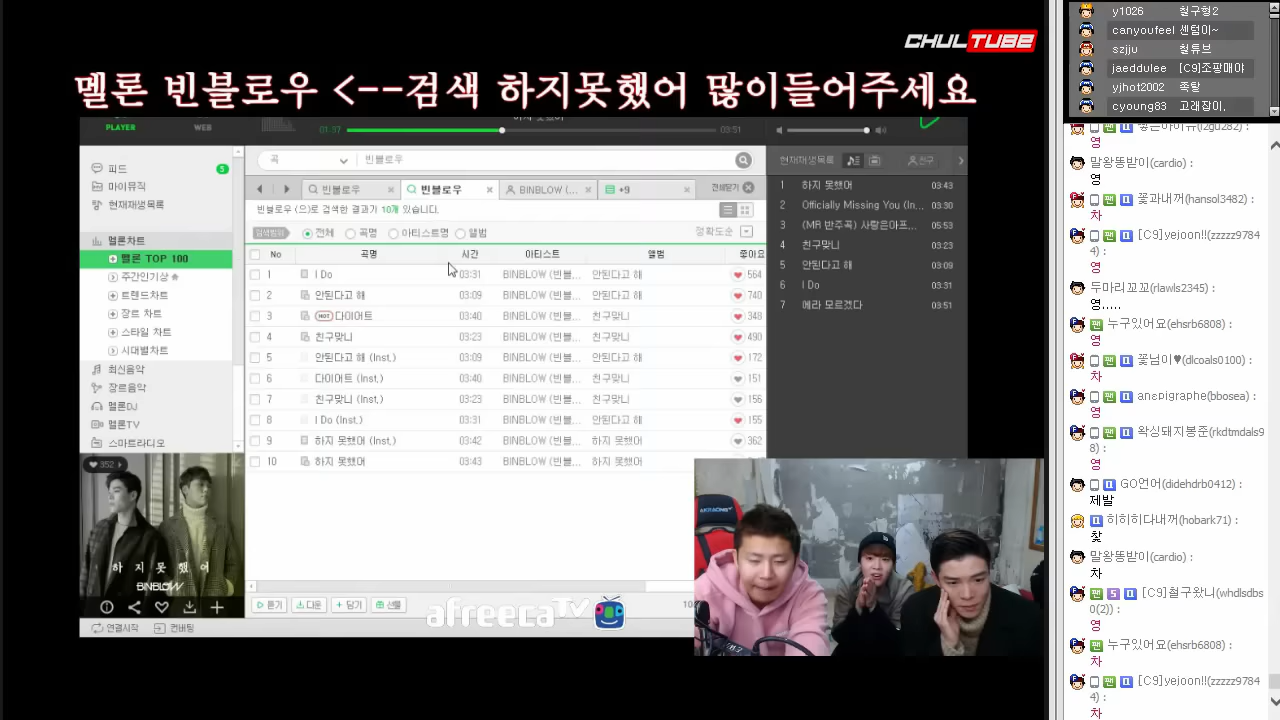 CHULTUBE
멜론 빈블로우 <--검색 하지못했어 많이들어주세요
PLAYER
WEB
01:37
03:51
피드
5
마이뮤직
현재재생목록
멜론차트
멜론 TOP 100
주간인기상
트렌드차트
장르 차트
스타일 차트
시대별차트
최신음악
장르음악
멜론DJ
멜론TV
스마트라디오
352
하지 못했어
BINBLOW
연결시작
컨버팅
곡
빈블로우
빈블로우
빈블로우
BINBLOW (...
+9
전체닫기
빈블로우 (으)로 검색한 결과가 10개 있습니다.
전체
곡명
아티스트명
앨범
정확도순
No 곡명 시간 아티스트 앨범 좋아요
1 I Do 03:31 BINBLOW (빈블... 안된다고 해 564
2 안된다고 해 03:09 BINBLOW (빈블... 안된다고 해 740
3 HOT 다이어트 03:40 BINBLOW (빈블... 친구맞니 348
4 친구맞니 03:23 BINBLOW (빈블... 친구맞니 490
5 안된다고 해 (Inst.) 03:09 BINBLOW (빈블... 안된다고 해 172
6 다이어트 (Inst.) 03:40 BINBLOW (빈블... 친구맞니 151
7 친구맞니 (Inst.) 03:23 BINBLOW (빈블... 친구맞니 156
8 I Do (Inst.) 03:31 BINBLOW (빈블... 안된다고 해 155
9 하지 못했어 (Inst.) 03:42 BINBLOW (빈블... 하지 못했어 362
10 하지 못했어 03:43 BINBLOW (빈블... 하지 못했어
듣기
다운
담기
선물
afreecaTV
현재재생목록
친구
1 하지 못했어 03:43
2 Officially Missing You (In... 03:30
3 (MR 반주곡) 사랑은아프... 05:53
4 친구맞니 03:23
5 안된다고 해 03:09
6 I Do 03:31
7 에라 모르겠다 03:51
AKRACING
y1026 철구형2
canyoufeel 센텀이~
szjju 철튜브
jaeddulee [C9]조팡매야
yjhot2002 쪽탕
cyoung83 고래잡이,
영
말왕똥받이(cardio) :
영
꽃파비꺼(hansol3482) :
차
[C9]yejoon!!(zzzzz9784
4) :
영
두마리꼬꼬(rlawls2345) :
영.....
누구있어요(ehsrb6808) :
영
차
영
영
GO언어(didehdrb0412) :
제발
히히히다내꺼(hobark71) :
찿
말왕똥받이(cardio) :
차
[C9]철구왔니(whdlsdbs
0(2)) :
영
누구있어요(ehsrb6808) :
차
[C9]yejoon!!(zzzzz9784
4) :
차